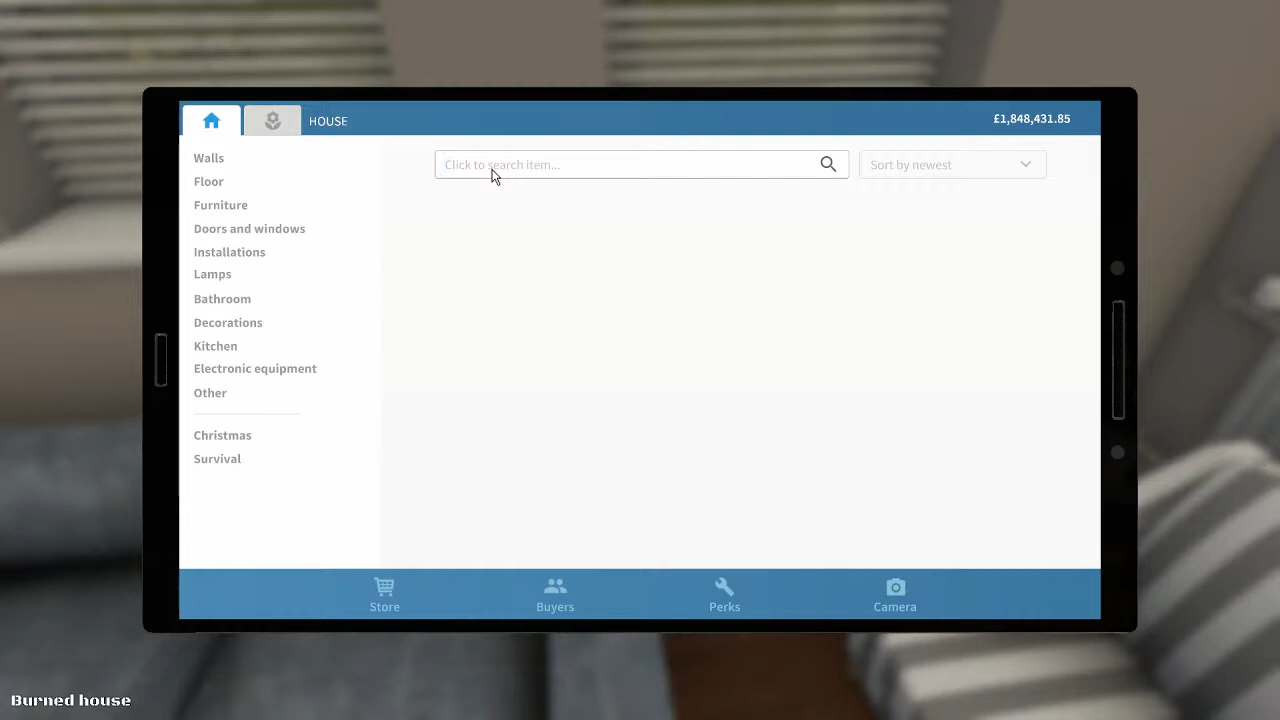 HOUSE
£1,848,431.85
Click to search item...
Sort by newest
Walls
Floor
Furniture
Doors and windows
Installations
Lamps
Bathroom
Decorations
Kitchen
Electronic equipment
Other
Christmas
Survival
Store
Buyers
Perks
Camera
Burned house